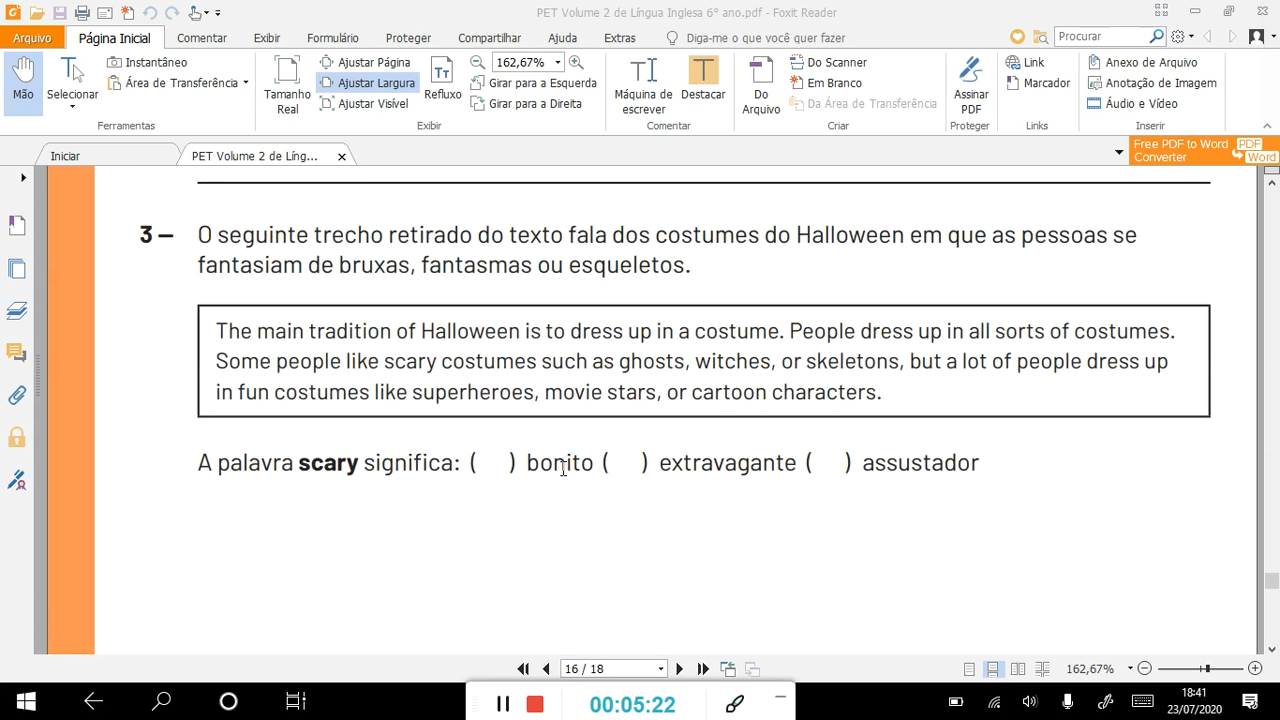 PET Volume 2 de Língua Inglesa 6° ano.pdf - Foxit Reader
Arquivo Página Inicial Comentar Exibir Formulário Proteger Compartilhar Ajuda Extras Diga-me o que você quer fazer Procurar
Mão
Selecionar
Instantâneo
Área de Transferência
Ferramentas
Tamanho Real
Ajustar Página
Ajustar Largura
Ajustar Visível
Refluxo
162,67%
Girar para a Esquerda
Girar para a Direita
Exibir
Máquina de escrever
Destacar
Comentar
Do Arquivo
Do Scanner
Em Branco
Da Área de Transferência
Criar
Assinar PDF
Proteger
Link
Marcador
Links
Anexo de Arquivo
Anotação de Imagem
Áudio e Vídeo
Inserir
Iniciar
PET Volume 2 de Líng...
Free PDF to Word Converter
PDF
Word
3 – O seguinte trecho retirado do texto fala dos costumes do Halloween em que as pessoas se
fantasiam de bruxas, fantasmas ou esqueletos.
The main tradition of Halloween is to dress up in a costume. People dress up in all sorts of costumes.
Some people like scary costumes such as ghosts, witches, or skeletons, but a lot of people dress up
in fun costumes like superheroes, movie stars, or cartoon characters.
A palavra scary significa: ( ) bonito ( ) extravagante ( ) assustador
16 / 18
162,67%
00:05:22
18:41
23/07/2020